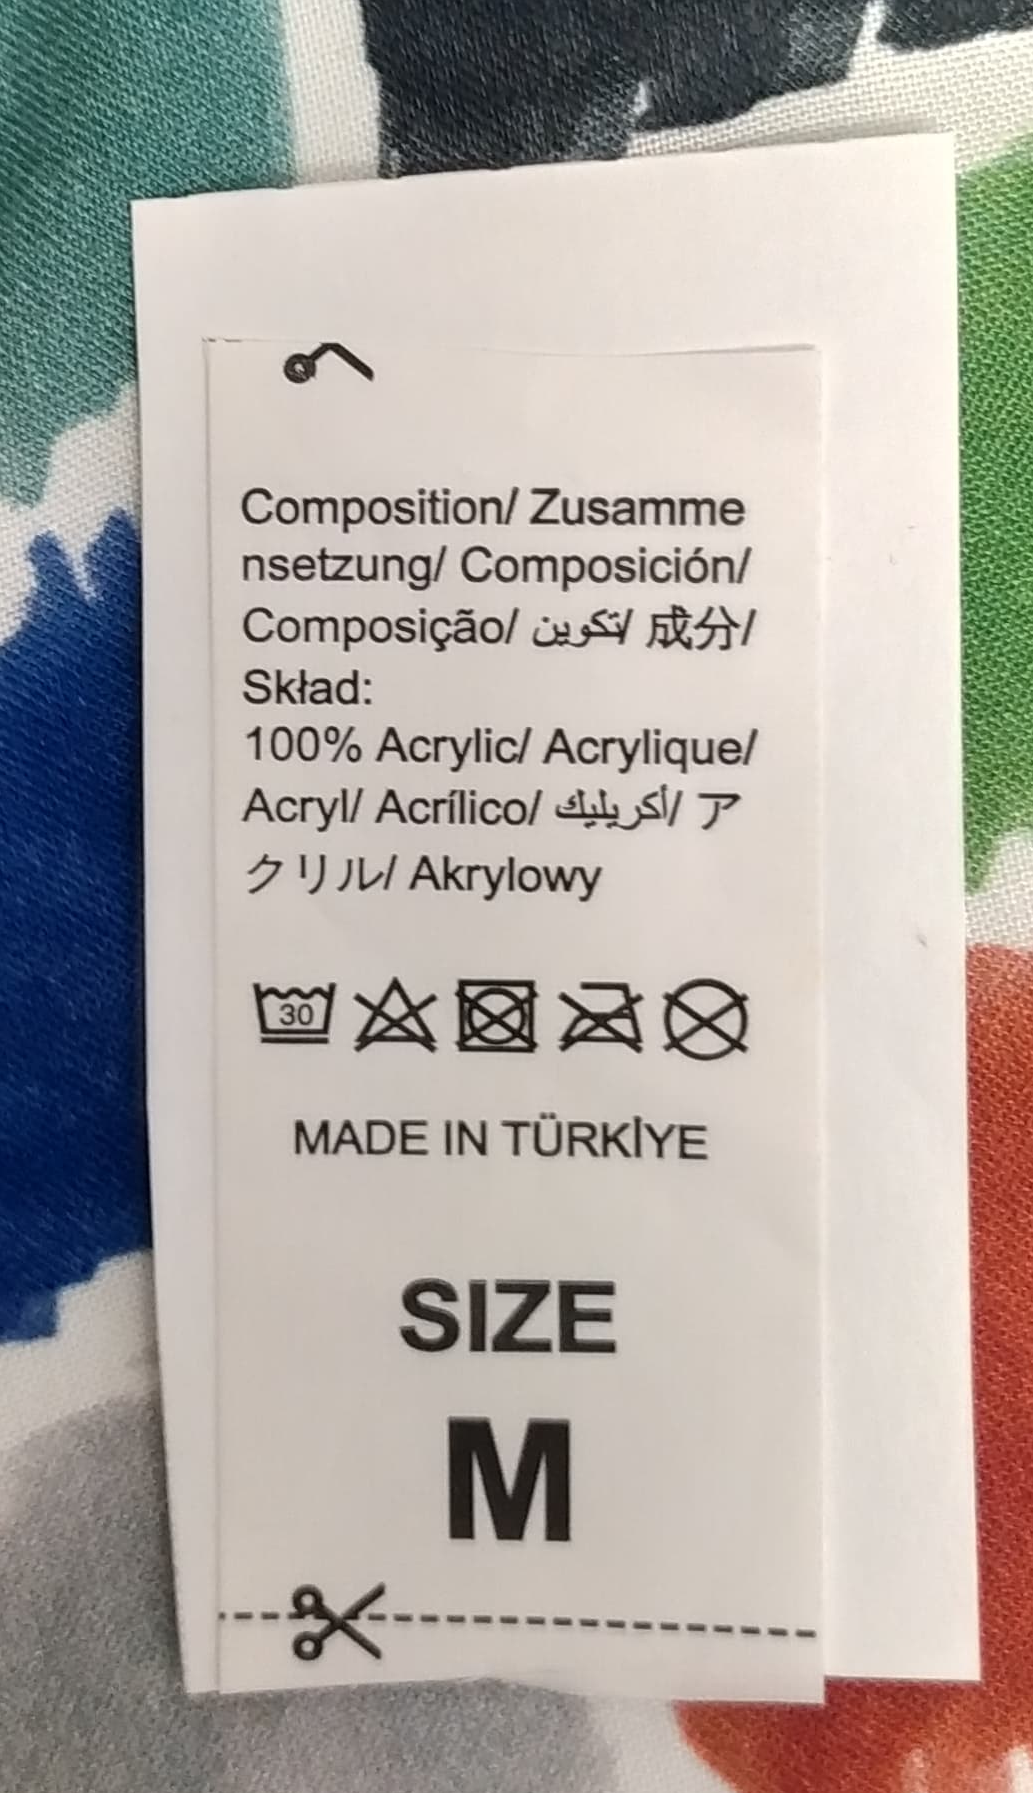 Composition/ Zusamme
nsetzung/ Composición/
Composição/ تكوين/ 成分/
Skład:
100% Acrylic/ Acrylique/
Acryl/ Acrílico/ أكريليك/ ア
クリル/ Akrylowy
30
MADE IN TÜRKİYE
SIZE
M